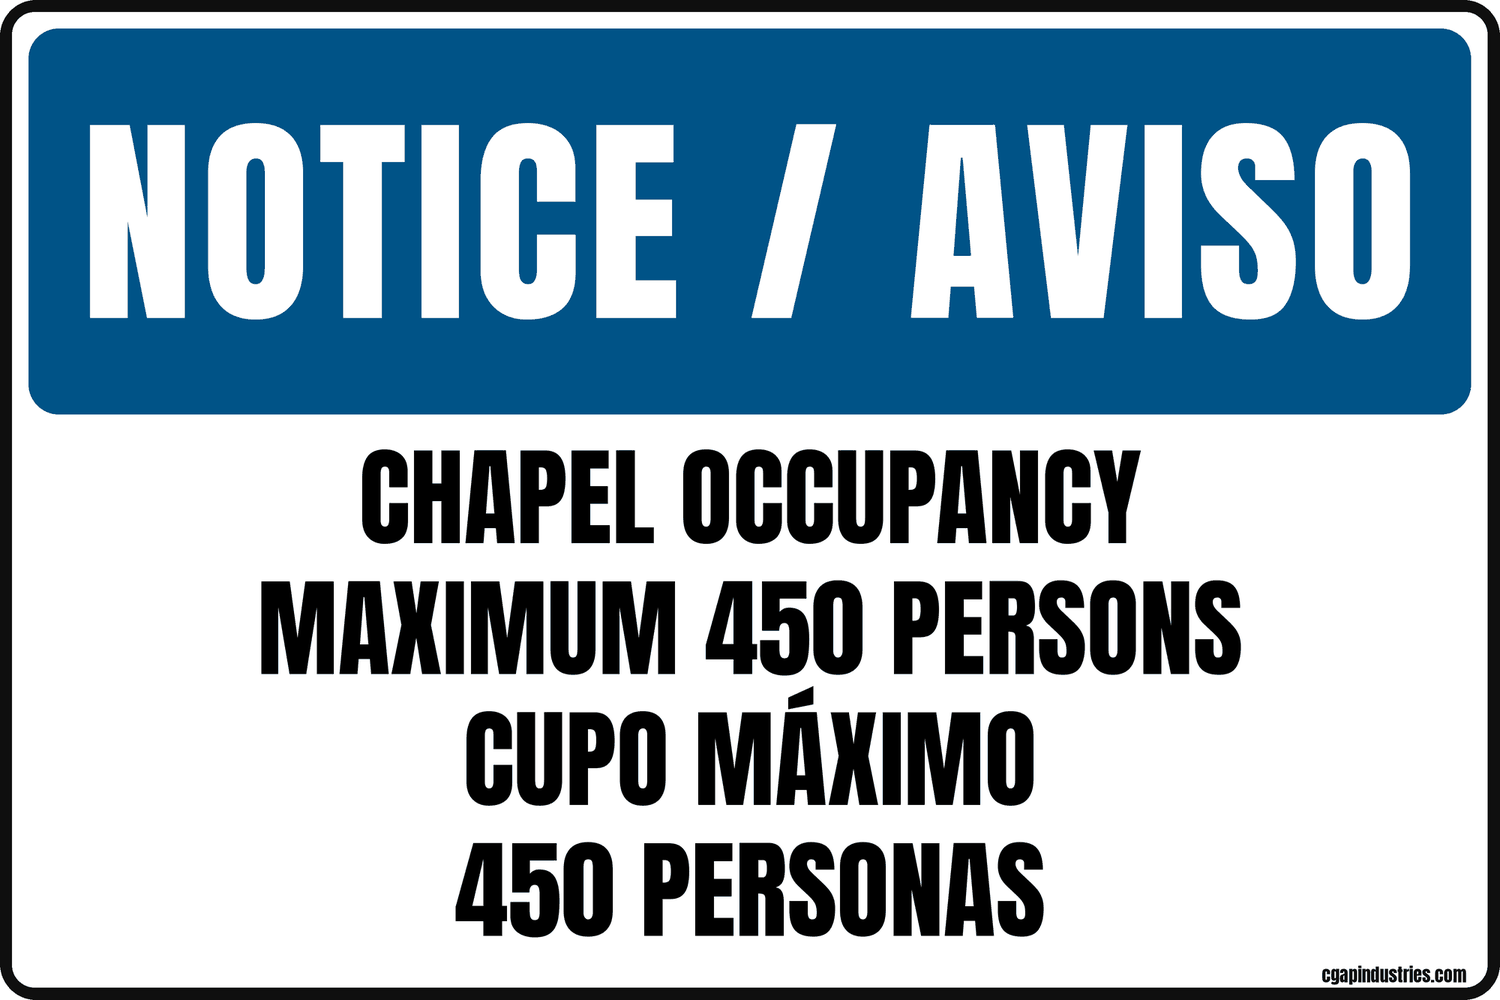 NOTICE / AVISO
CHAPEL OCCUPANCY
MAXIMUM 450 PERSONS
CUPO MÁXIMO
450 PERSONAS
cgapindustries.com